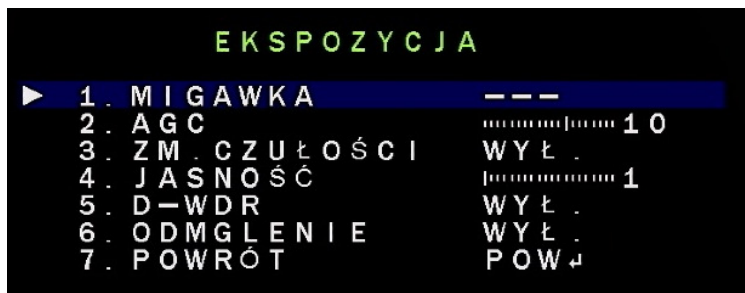 EKSPOZYCJA
1. MIGAWKA ---
2. AGC 10
3. ZM.CZUŁOŚCI WYŁ.
4. JASNOŚĆ 1
5. D-WDR WYŁ.
6. ODMGLENIE WYŁ.
7. POWRÓT POW↵